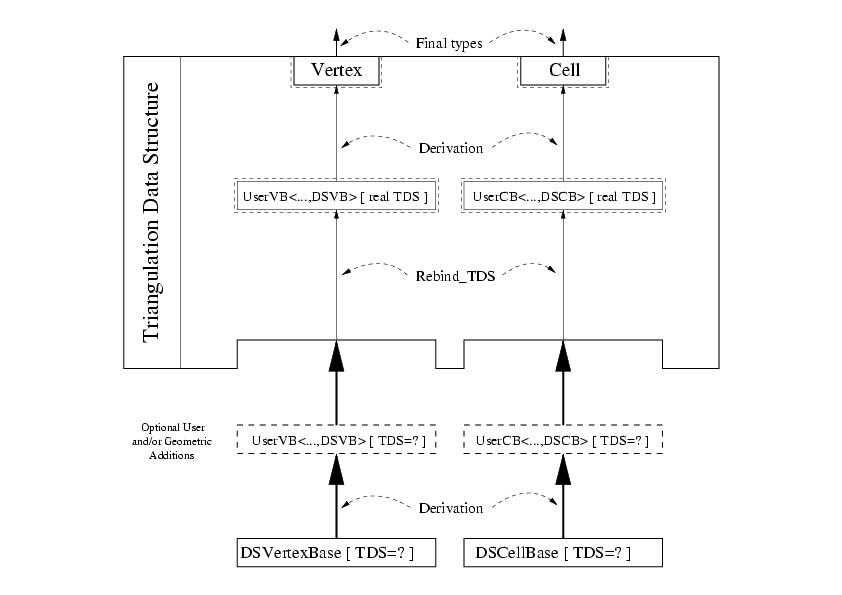 Final types
Vertex
Cell
Triangulation Data Structure
Derivation
UserVB<...,DSVB> [ real TDS ]
UserCB<...,DSCB> [ real TDS ]
Rebind_TDS
Optional User
and/or Geometric
Additions
UserVB<...,DSVB> [ TDS=? ]
UserCB<...,DSCB> [ TDS=? ]
Derivation
DSVertexBase [ TDS=? ]
DSCellBase [ TDS=? ]